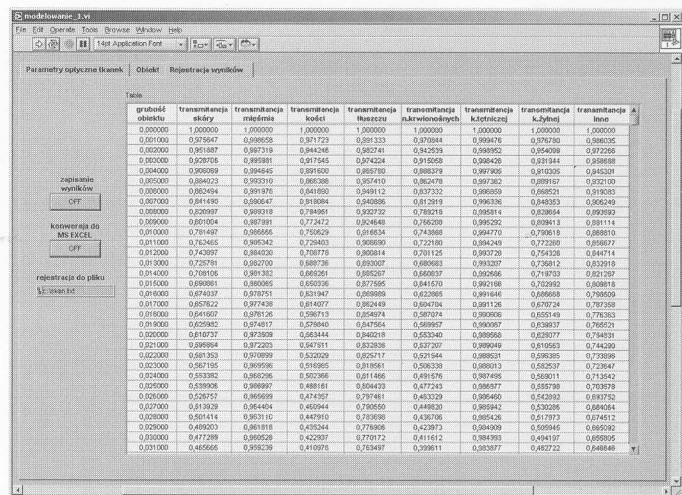 modelowanie_1.vi
File Edit Operate Tools Browse Window Help
14pt Application Font
Parametry optyczne tkanek Obiekt Rejestracja wyników
Table
grubość obiektu transmitancja skóry transmitancja mięśnia transmitancja kości transmitancja tłuszczu transmitancja n.krwionośnych transmitancja k.tętniczej transmitancja k.żylnej transmitancja inne
0,000000 1,000000 1,000000 1,000000 1,000000 1,000000 1,000000 1,000000 1,000000
0,001000 0,975647 0,998658 0,971723 0,991333 0,970844 0,999476 0,976780 0,986035
0,002000 0,951887 0,997319 0,944246 0,982741 0,942539 0,998952 0,954099 0,972266
0,003000 0,928706 0,995981 0,917545 0,974224 0,915058 0,998428 0,931944 0,958688
0,004000 0,906089 0,994645 0,891600 0,965780 0,888379 0,997905 0,910305 0,945301
0,005000 0,884023 0,993310 0,866388 0,957410 0,862478 0,997382 0,889167 0,932100
0,006000 0,862494 0,991978 0,841890 0,949112 0,837332 0,996859 0,868521 0,919083
0,007000 0,841490 0,990647 0,818084 0,940886 0,812919 0,996336 0,848353 0,906249
0,008000 0,820997 0,989318 0,794951 0,932732 0,789218 0,995814 0,828654 0,893593
0,009000 0,801004 0,987991 0,772472 0,924648 0,766208 0,995292 0,809413 0,881114
0,010000 0,781497 0,986666 0,750629 0,916634 0,743868 0,994770 0,790618 0,868810
0,011000 0,762465 0,985342 0,729403 0,908690 0,722180 0,994249 0,772260 0,856677
0,012000 0,743897 0,984020 0,708778 0,900814 0,701125 0,993728 0,754328 0,844714
0,013000 0,725781 0,982700 0,688736 0,893007 0,680683 0,993207 0,736812 0,832918
0,014000 0,708106 0,981382 0,669261 0,885267 0,660837 0,992686 0,719703 0,821287
0,015000 0,690861 0,980065 0,650336 0,877595 0,641570 0,992166 0,702992 0,809818
0,016000 0,674037 0,978751 0,631947 0,869989 0,622865 0,991646 0,686668 0,798509
0,017000 0,657622 0,977438 0,614077 0,862449 0,604704 0,991126 0,670724 0,787358
0,018000 0,641607 0,976126 0,596713 0,854974 0,587074 0,990606 0,655149 0,776363
0,019000 0,625982 0,974817 0,579840 0,847564 0,569957 0,990087 0,639937 0,765521
0,020000 0,610737 0,973509 0,563444 0,840218 0,553340 0,989568 0,625077 0,754831
0,021000 0,595864 0,972203 0,547511 0,832936 0,537207 0,989049 0,610563 0,744290
0,022000 0,581353 0,970899 0,532029 0,825717 0,521544 0,988531 0,596385 0,733896
0,023000 0,567195 0,969596 0,516985 0,818561 0,506338 0,988013 0,582537 0,723647
0,024000 0,553382 0,968296 0,502366 0,811466 0,491576 0,987495 0,569011 0,713542
0,025000 0,539906 0,966997 0,488161 0,804433 0,477243 0,986977 0,555798 0,703578
0,026000 0,526757 0,965699 0,474357 0,797461 0,463329 0,986460 0,542892 0,693752
0,027000 0,513929 0,964404 0,460944 0,790550 0,449820 0,985942 0,530286 0,684064
0,028000 0,501414 0,963110 0,447910 0,783698 0,436706 0,985426 0,517973 0,674512
0,029000 0,489203 0,961818 0,435244 0,776906 0,423973 0,984909 0,505945 0,665092
0,030000 0,477289 0,960528 0,422937 0,770172 0,411612 0,984393 0,494197 0,655805
0,031000 0,465665 0,959239 0,410978 0,763497 0,399611 0,983877 0,482722 0,646646
zapisanie
wyników
OFF
konwersja do
MS EXCEL
OFF
rejestracja do pliku